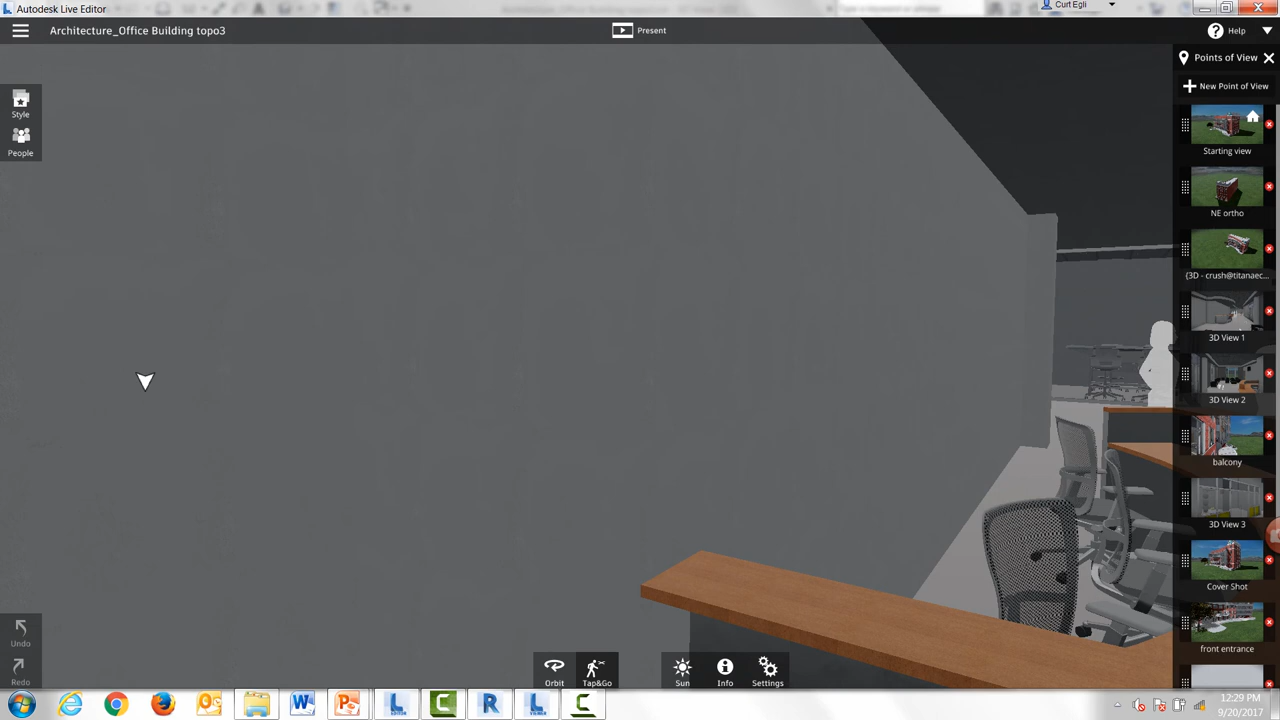 Autodesk Live Editor
Curt Egli
Architecture_Office Building topo3
Present
Help
Points of View
New Point of View
Style
People
Starting view
NE ortho
{3D - crush@titanaec...
3D View 1
3D View 2
balcony
3D View 3
Cover Shot
front entrance
Undo
Redo
Orbit
Tap&Go
Sun
Info
Settings
12:29 PM
9/20/2017